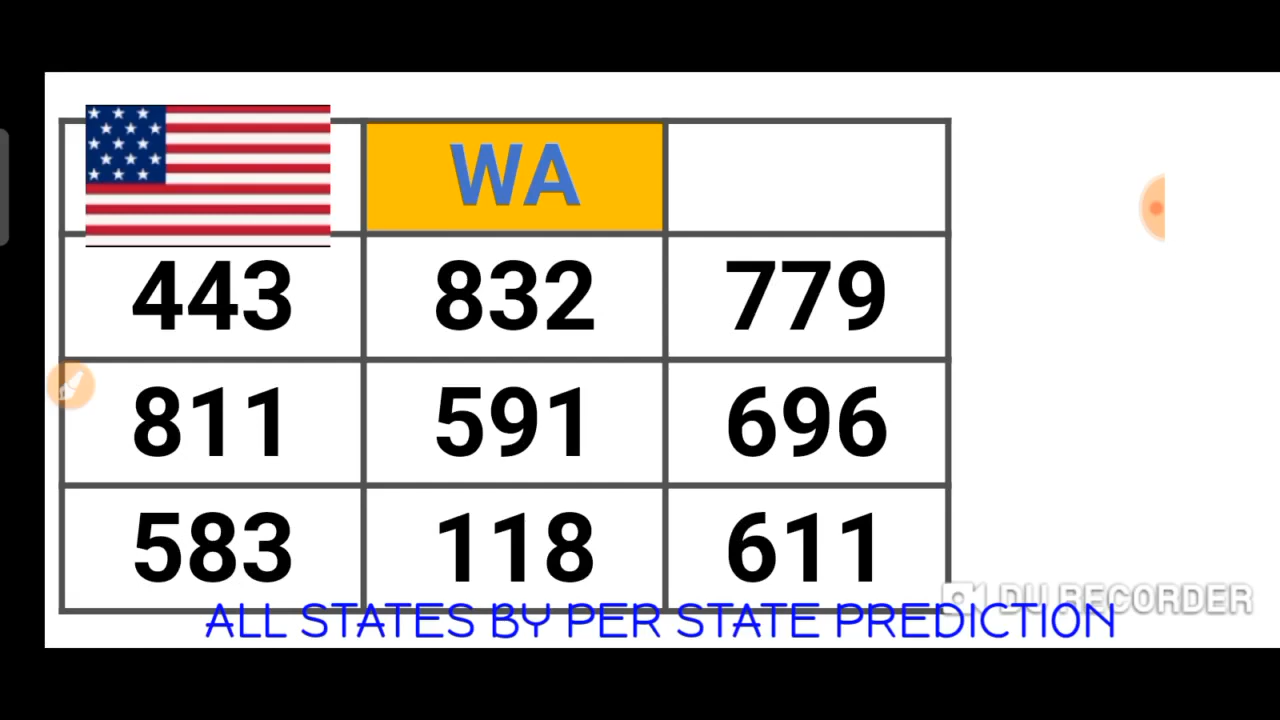 WA
443 832 779
811 591 696
583 118 611
DU RECORDER
ALL STATES BY PER STATE PREDICTION